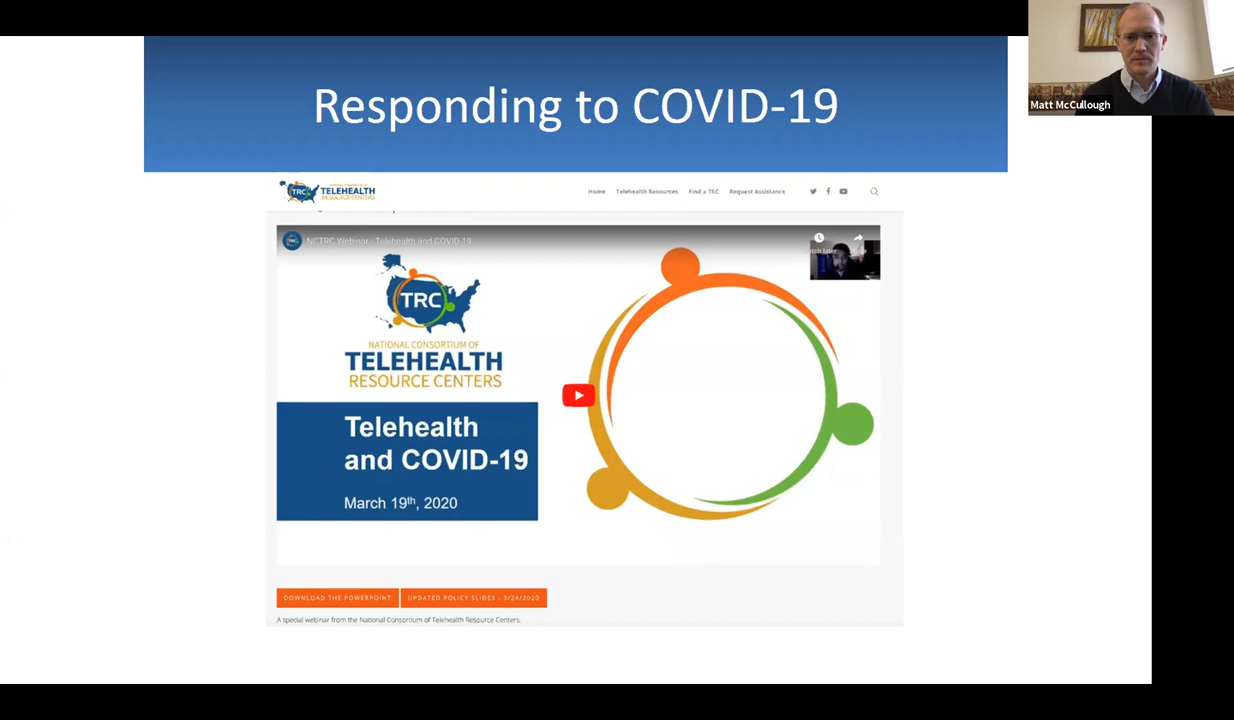 Responding to COVID-19
Matt McCullough
TRC
TELEHEALTH
RESOURCE CENTERS
Home
Telehealth Resources
Find a TRC
Request Assistance
TRC
NCTRC Webinar - Telehealth and COVID 19
TRC
NATIONAL CONSORTIUM OF
TELEHEALTH
RESOURCE CENTERS
Telehealth
and COVID-19
March 19th, 2020
DOWNLOAD THE POWERPOINT
UPDATED POLICY SLIDES - 3/24/2020
A special webinar from the National Consortium of Telehealth Resource Centers.